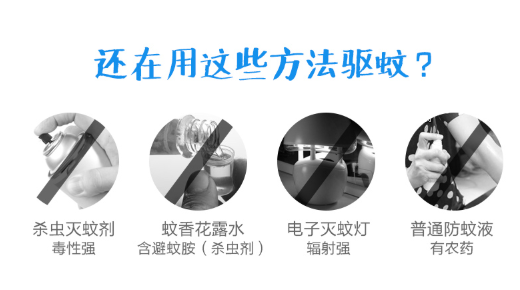 还在用这些方法驱蚊？
杀虫灭蚊剂
毒性强
蚊香花露水
含避蚊胺（杀虫剂）
电子灭蚊灯
辐射强
普通防蚊液
有农药